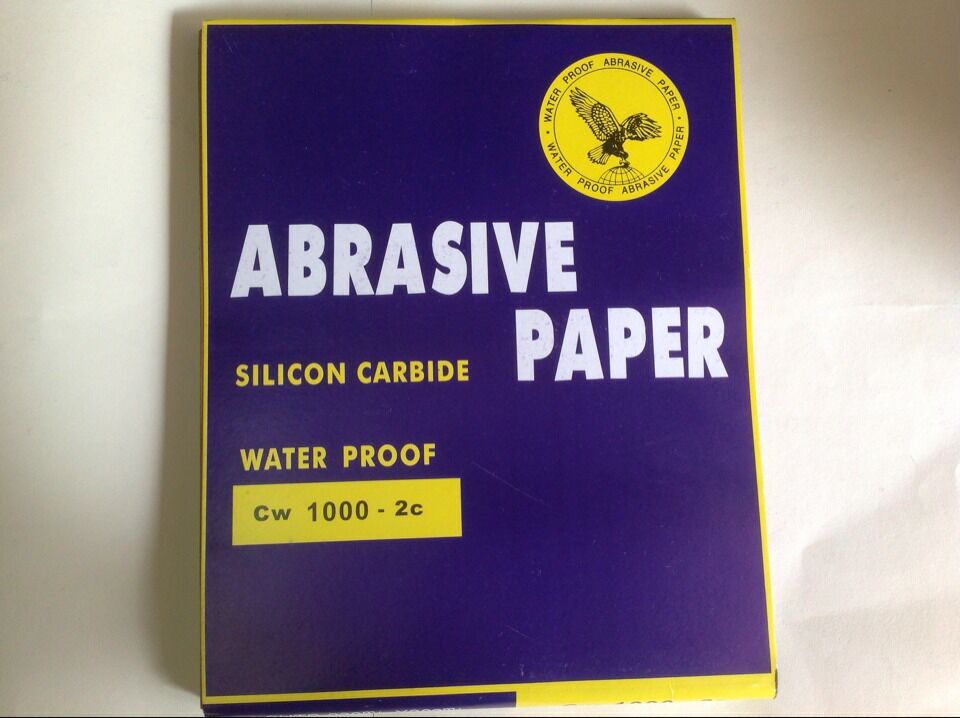 WATER PROOF ABRASIVE PAPER
WATER PROOF ABRASIVE PAPER
ABRASIVE
PAPER
SILICON CARBIDE
WATER PROOF
Cw 1000 - 2c